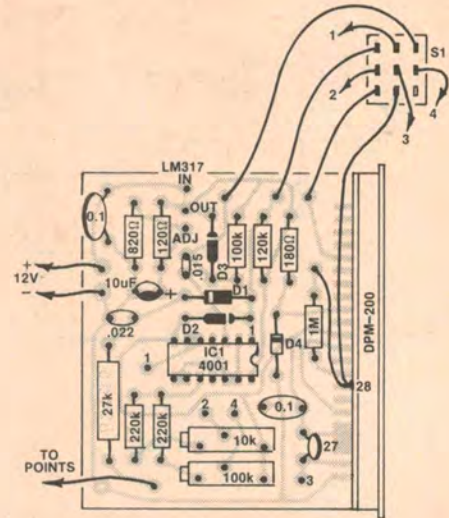 1
S1
2
3
4
LM317
IN
OUT
ADJ
0.1
820Ω
120Ω
.015
D3
100k
120k
180Ω
+
12V
−
10uF
+
D1
.022
D2
1
IC1
4001
D4
1M
DPM-200
28
1
27k
220k
220k
2
4
0.1
10k
27
100k
3
TO
POINTS